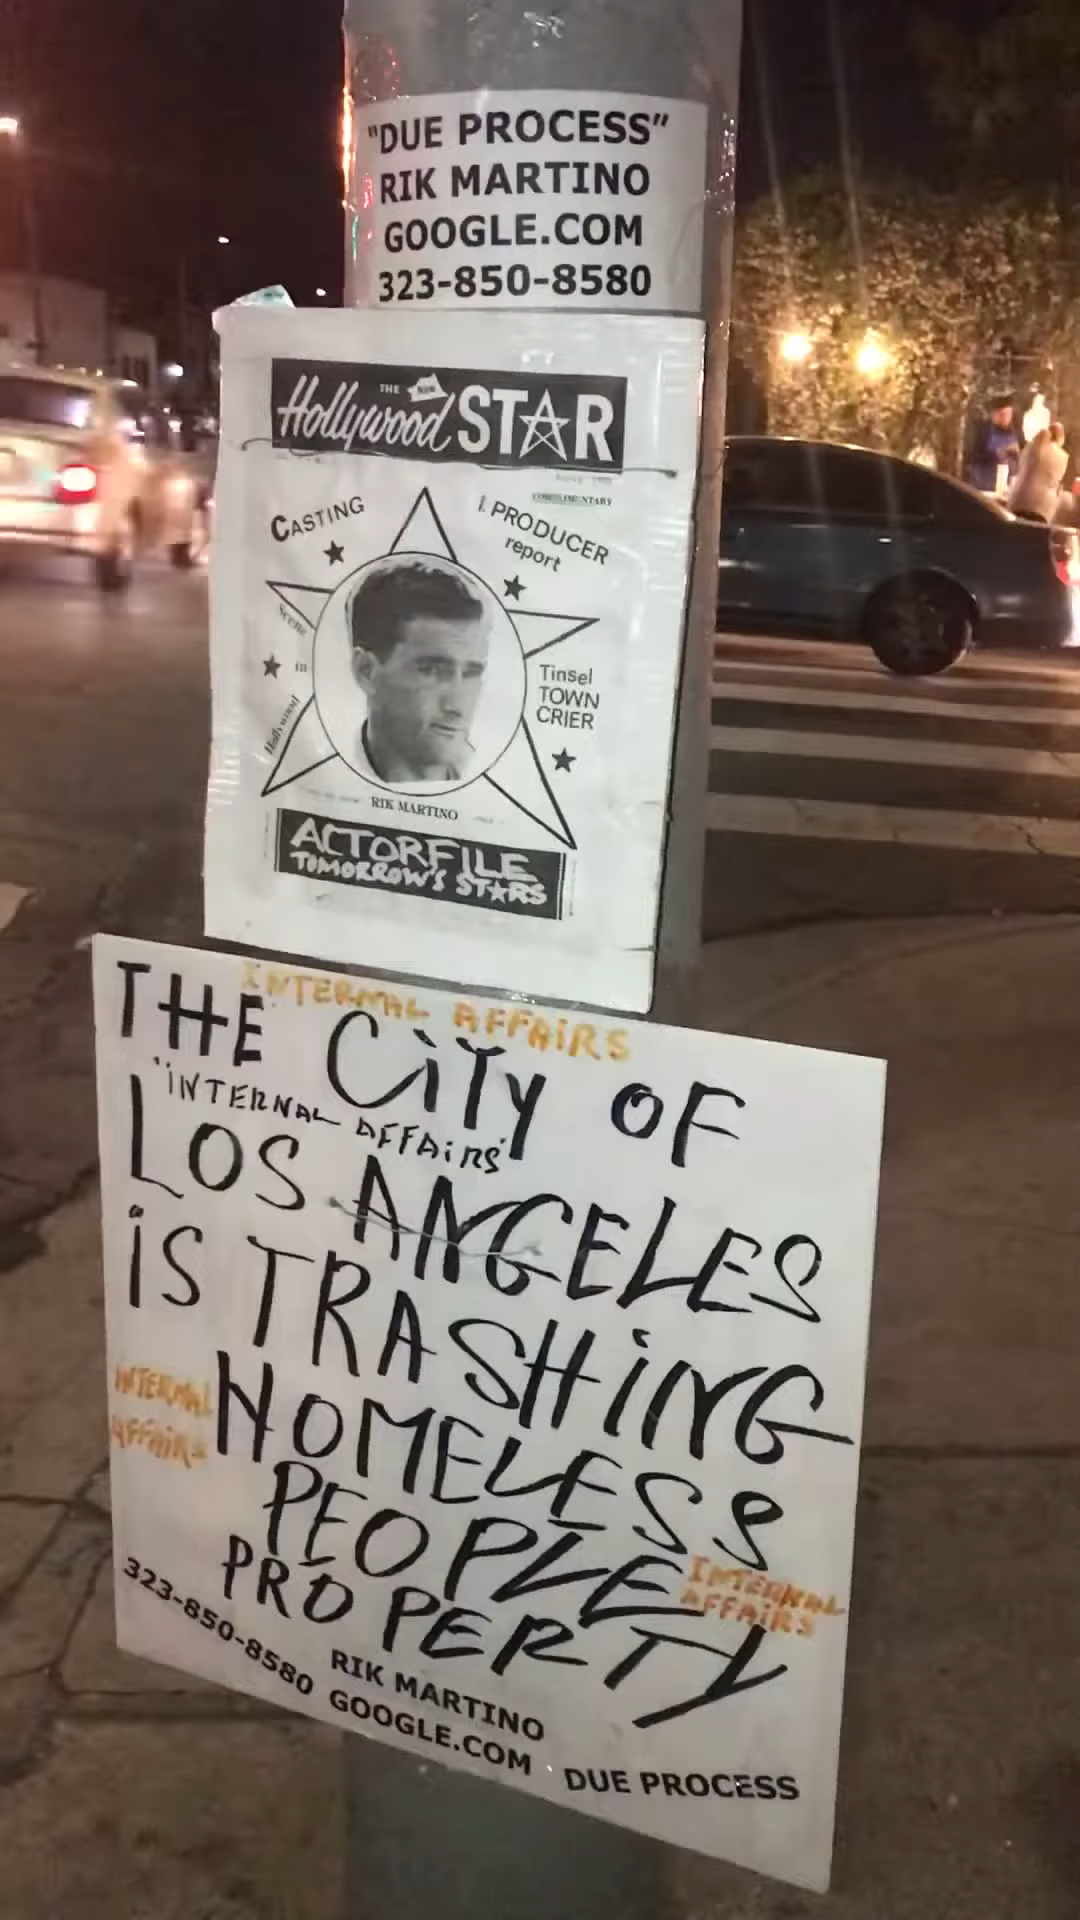 "DUE PROCESS"
RIK MARTINO
GOOGLE.COM
323-850-8580
THE NEW
Hollywood STAR
COMPLIMENTARY
CASTING
i. PRODUCER
report
Scene
in
Hollywood
Tinsel
TOWN
CRIER
RIK MARTINO
ACTORFILE
TOMORROW'S STARS
INTERNAL AFFAIRS
THE CiTy OF
"iNTERNAL AFFAiRS"
LOS ANGELES
iS TRASHiNG
INTERNAL
AFFAiRS
HOMELESS
PEOPLE
INTERNAL
AFFAiRS
PROPERTY
323-850-8580
RIK MARTINO
GOOGLE.COM
DUE PROCESS